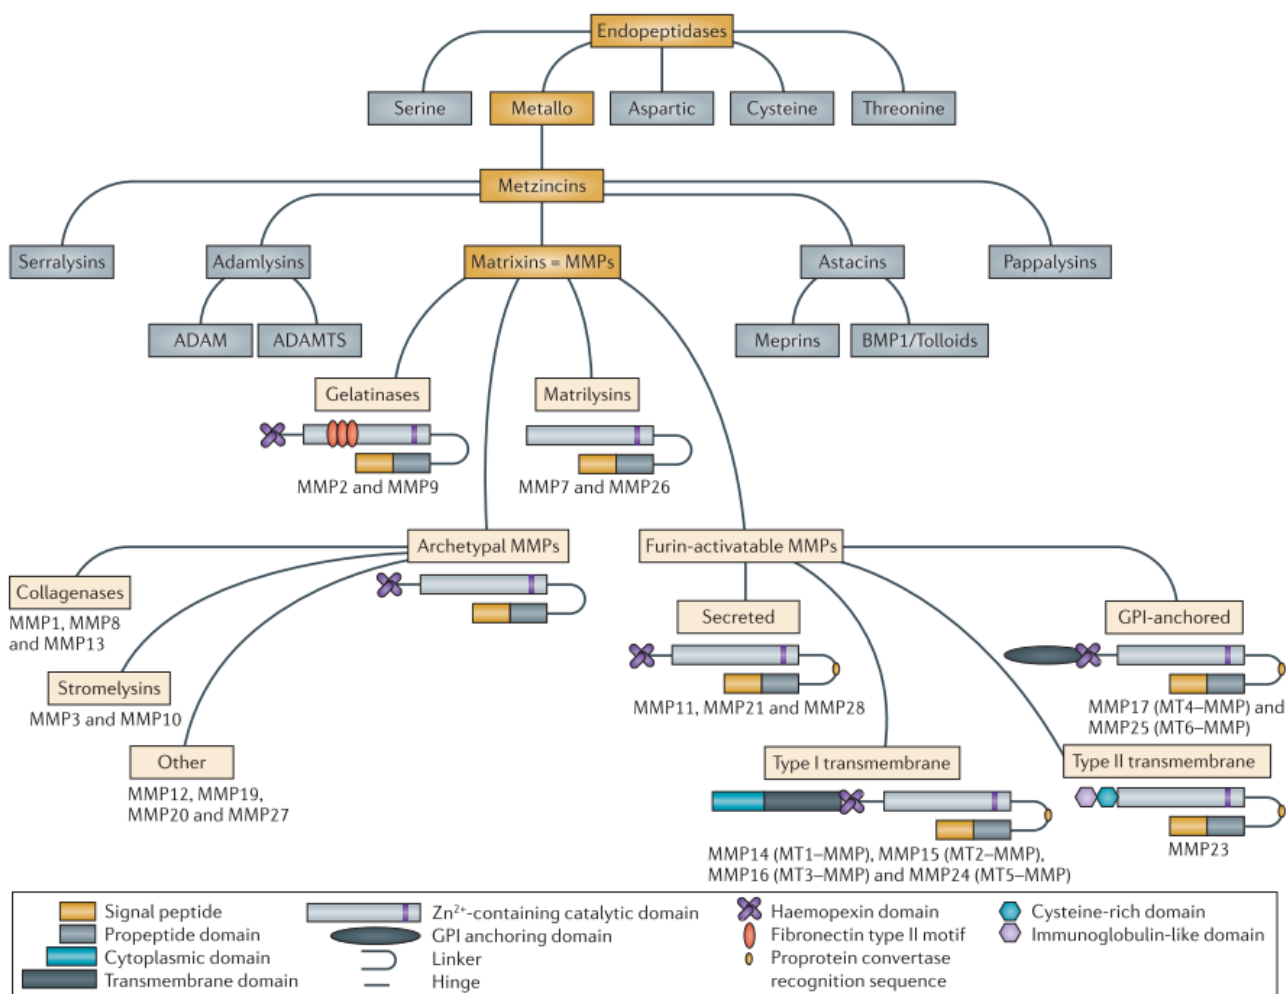 Endopeptidases
Serine
Metallo
Aspartic
Cysteine
Threonine
Metzincins
Serralysins
Adamlysins
Matrixins = MMPs
Astacins
Pappalysins
ADAM
ADAMTS
Meprins
BMP1/Tolloids
Gelatinases
MMP2 and MMP9
Matrilysins
MMP7 and MMP26
Archetypal MMPs
Furin-activatable MMPs
Collagenases
MMP1, MMP8
and MMP13
Stromelysins
MMP3 and MMP10
Other
MMP12, MMP19,
MMP20 and MMP27
Secreted
MMP11, MMP21 and MMP28
GPI-anchored
MMP17 (MT4–MMP) and
MMP25 (MT6–MMP)
Type I transmembrane
MMP14 (MT1–MMP), MMP15 (MT2–MMP),
MMP16 (MT3–MMP) and MMP24 (MT5–MMP)
Type II transmembrane
MMP23
Signal peptide
Propeptide domain
Cytoplasmic domain
Transmembrane domain
Zn²⁺-containing catalytic domain
GPI anchoring domain
Linker
Hinge
Haemopexin domain
Fibronectin type II motif
Proprotein convertase
recognition sequence
Cysteine-rich domain
Immunoglobulin-like domain